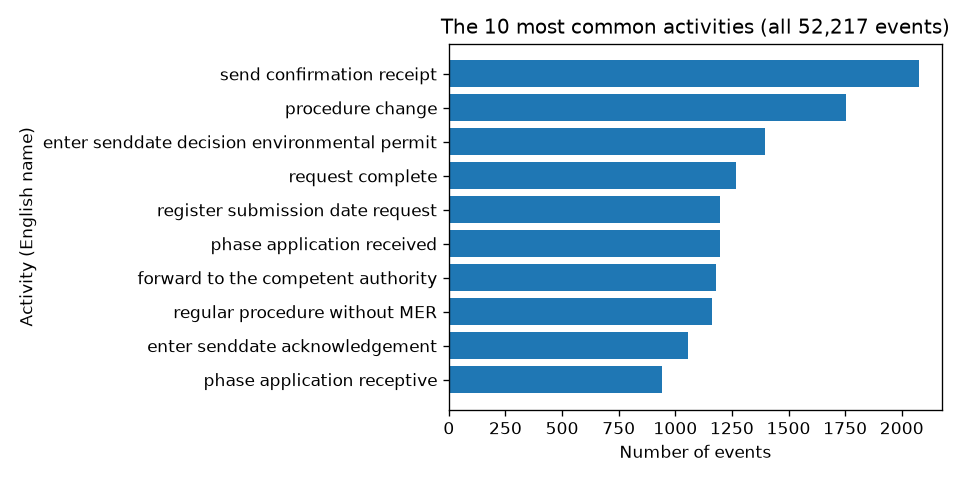 The 10 most common activities (all 52,217 events)
Activity (English name)
send confirmation receipt
procedure change
enter senddate decision environmental permit
request complete
register submission date request
phase application received
forward to the competent authority
regular procedure without MER
enter senddate acknowledgement
phase application receptive
0 250 500 750 1000 1250 1500 1750 2000
Number of events